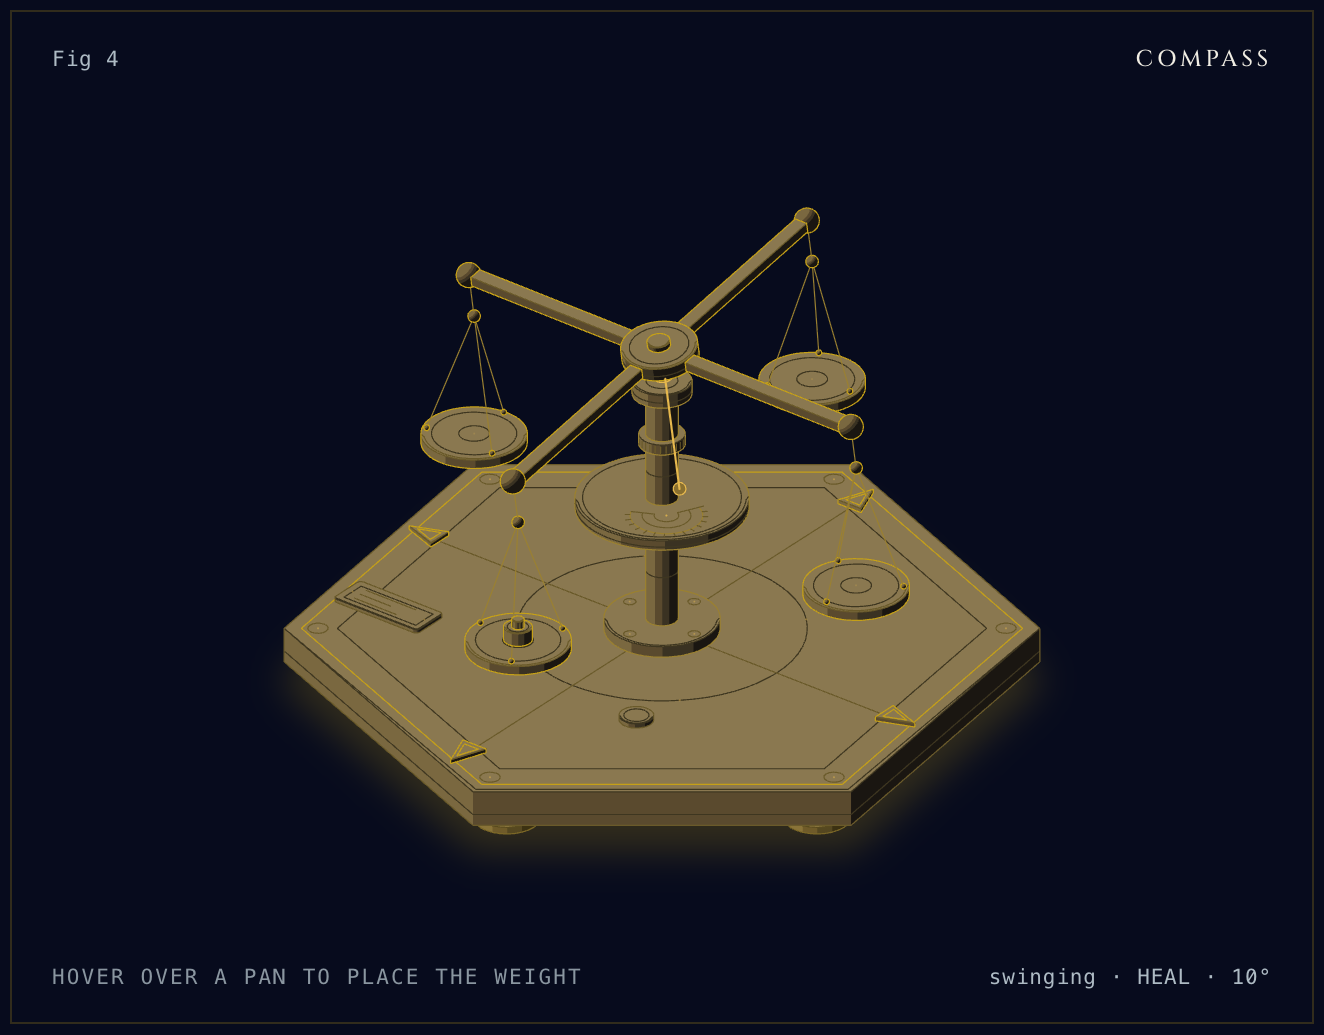 Fig 4
COMPASS
HOVER OVER A PAN TO PLACE THE WEIGHT
swinging · HEAL · 10°